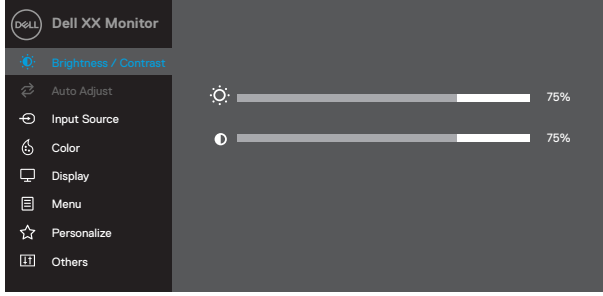 DELL Dell XX Monitor
Brightness / Contrast
Auto Adjust
75%
Input Source
75%
Color
Display
Menu
Personalize
Others